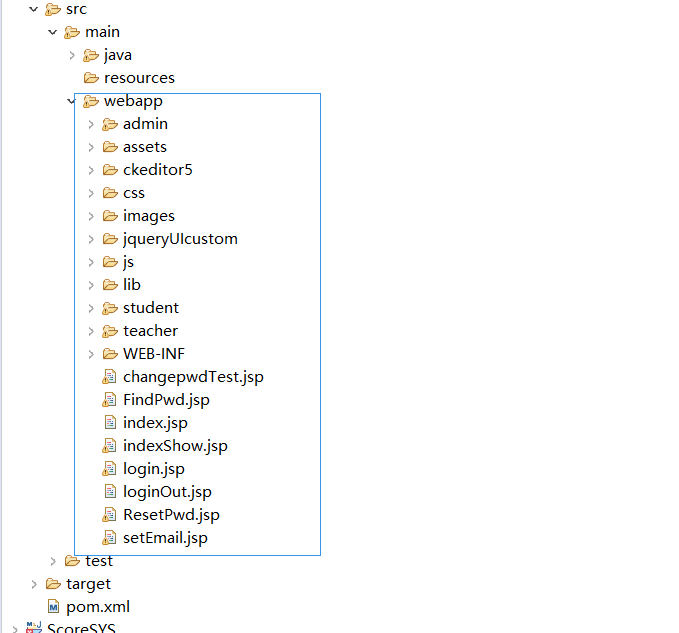 src
main
java
resources
webapp
admin
assets
ckeditor5
css
images
jqueryUIcustom
js
lib
student
teacher
WEB-INF
changepwdTest.jsp
FindPwd.jsp
index.jsp
indexShow.jsp
login.jsp
loginOut.jsp
ResetPwd.jsp
setEmail.jsp
test
target
pom.xml
ScoreSYS